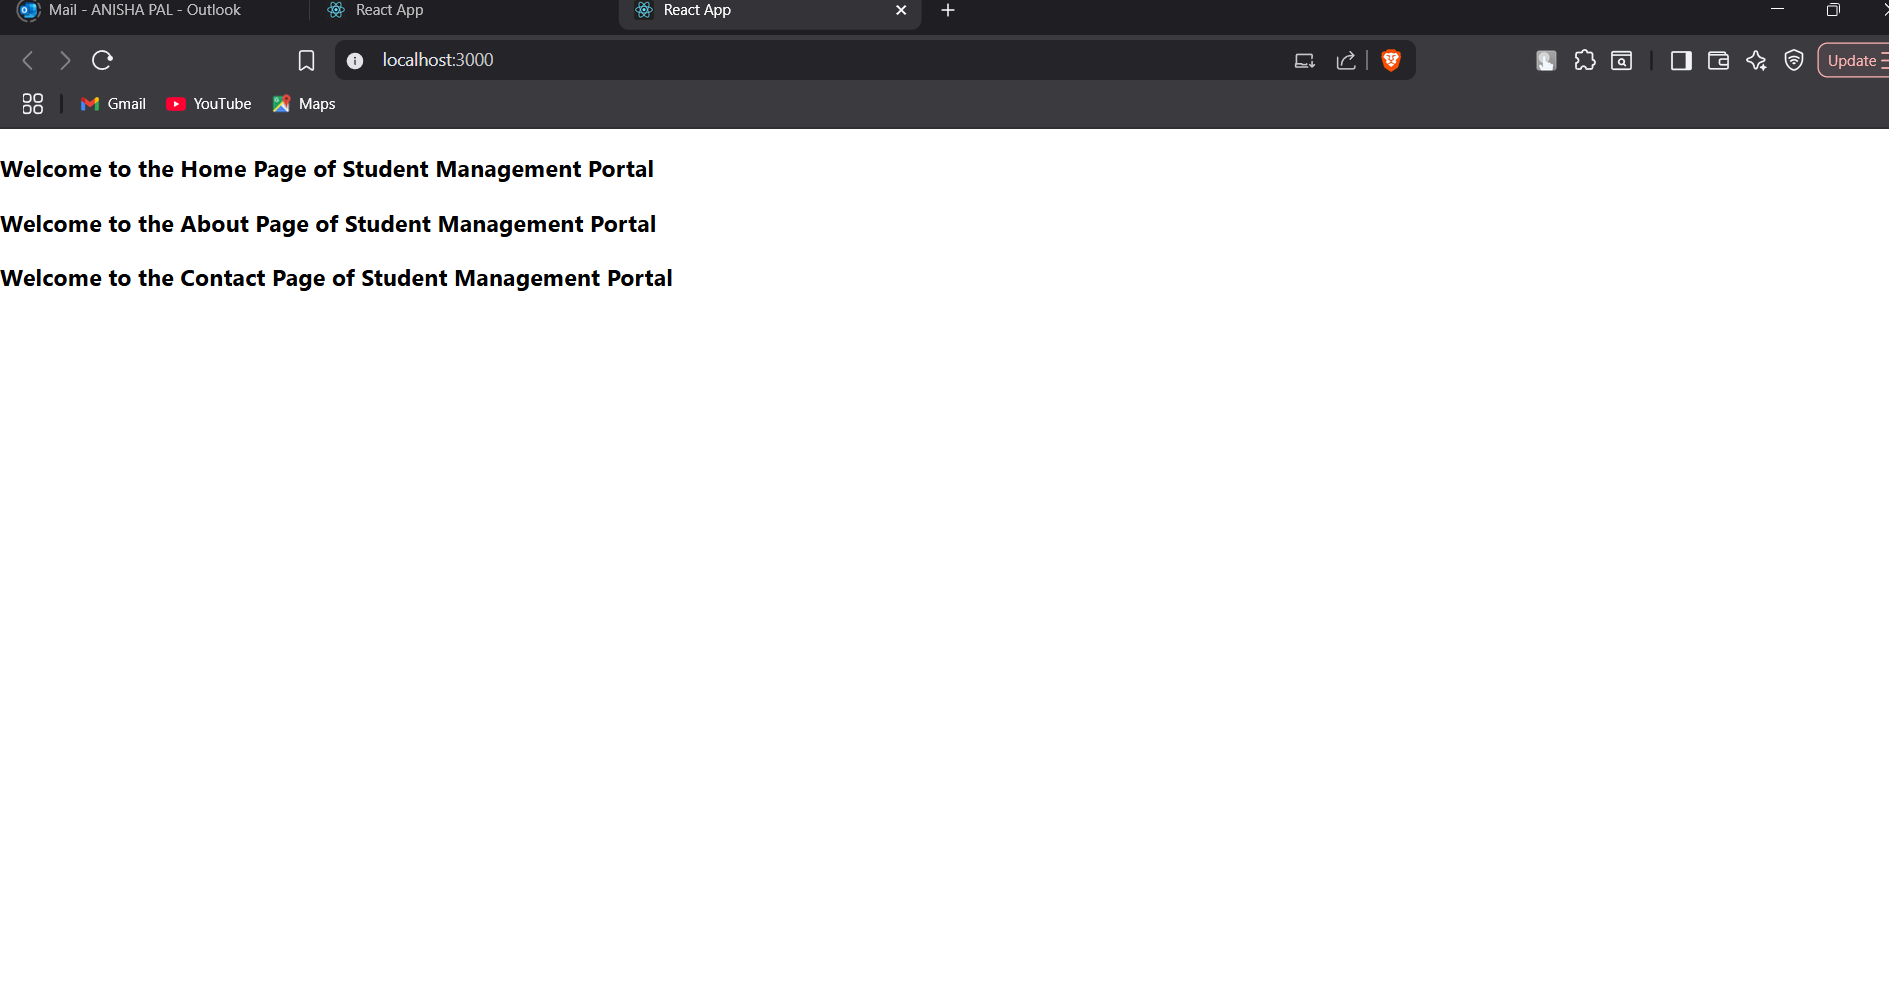 Mail - ANISHA PAL - Outlook
React App
React App
localhost:3000
Update
Gmail
YouTube
Maps
Welcome to the Home Page of Student Management Portal
Welcome to the About Page of Student Management Portal
Welcome to the Contact Page of Student Management Portal